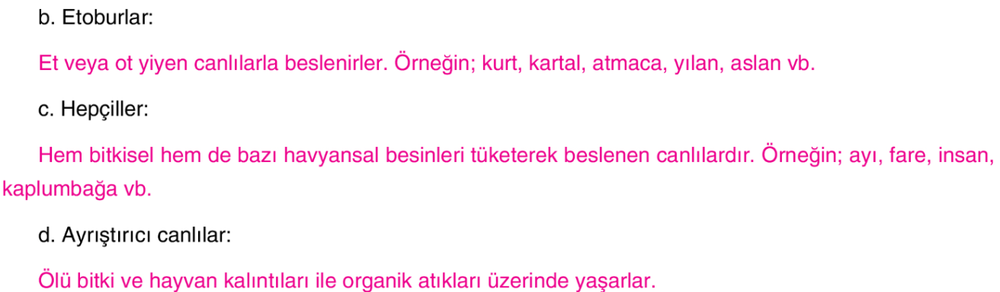 b. Etoburlar:
Et veya ot yiyen canlılarla beslenirler. Örneğin; kurt, kartal, atmaca, yılan, aslan vb.
c. Hepçiller:
Hem bitkisel hem de bazı havyansal besinleri tüketerek beslenen canlılardır. Örneğin; ayı, fare, insan,
kaplumbağa vb.
d. Ayrıştırıcı canlılar:
Ölü bitki ve hayvan kalıntıları ile organik atıkları üzerinde yaşarlar.